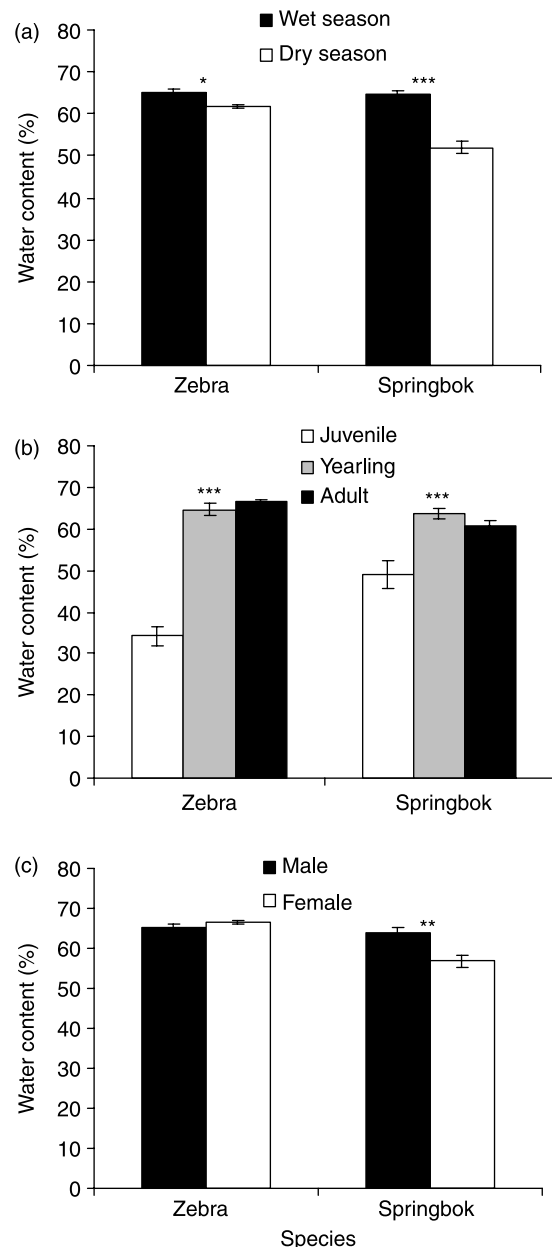 (a)
Wet season
Dry season
80
70
60
50
40
30
20
10
0
Water content (%)
*
***
Zebra
Springbok
(b)
Juvenile
Yearling
Adult
80
70
60
50
40
30
20
10
0
Water content (%)
***
***
Zebra
Springbok
(c)
Male
Female
80
70
60
50
40
30
20
10
0
Water content (%)
**
Zebra
Springbok
Species